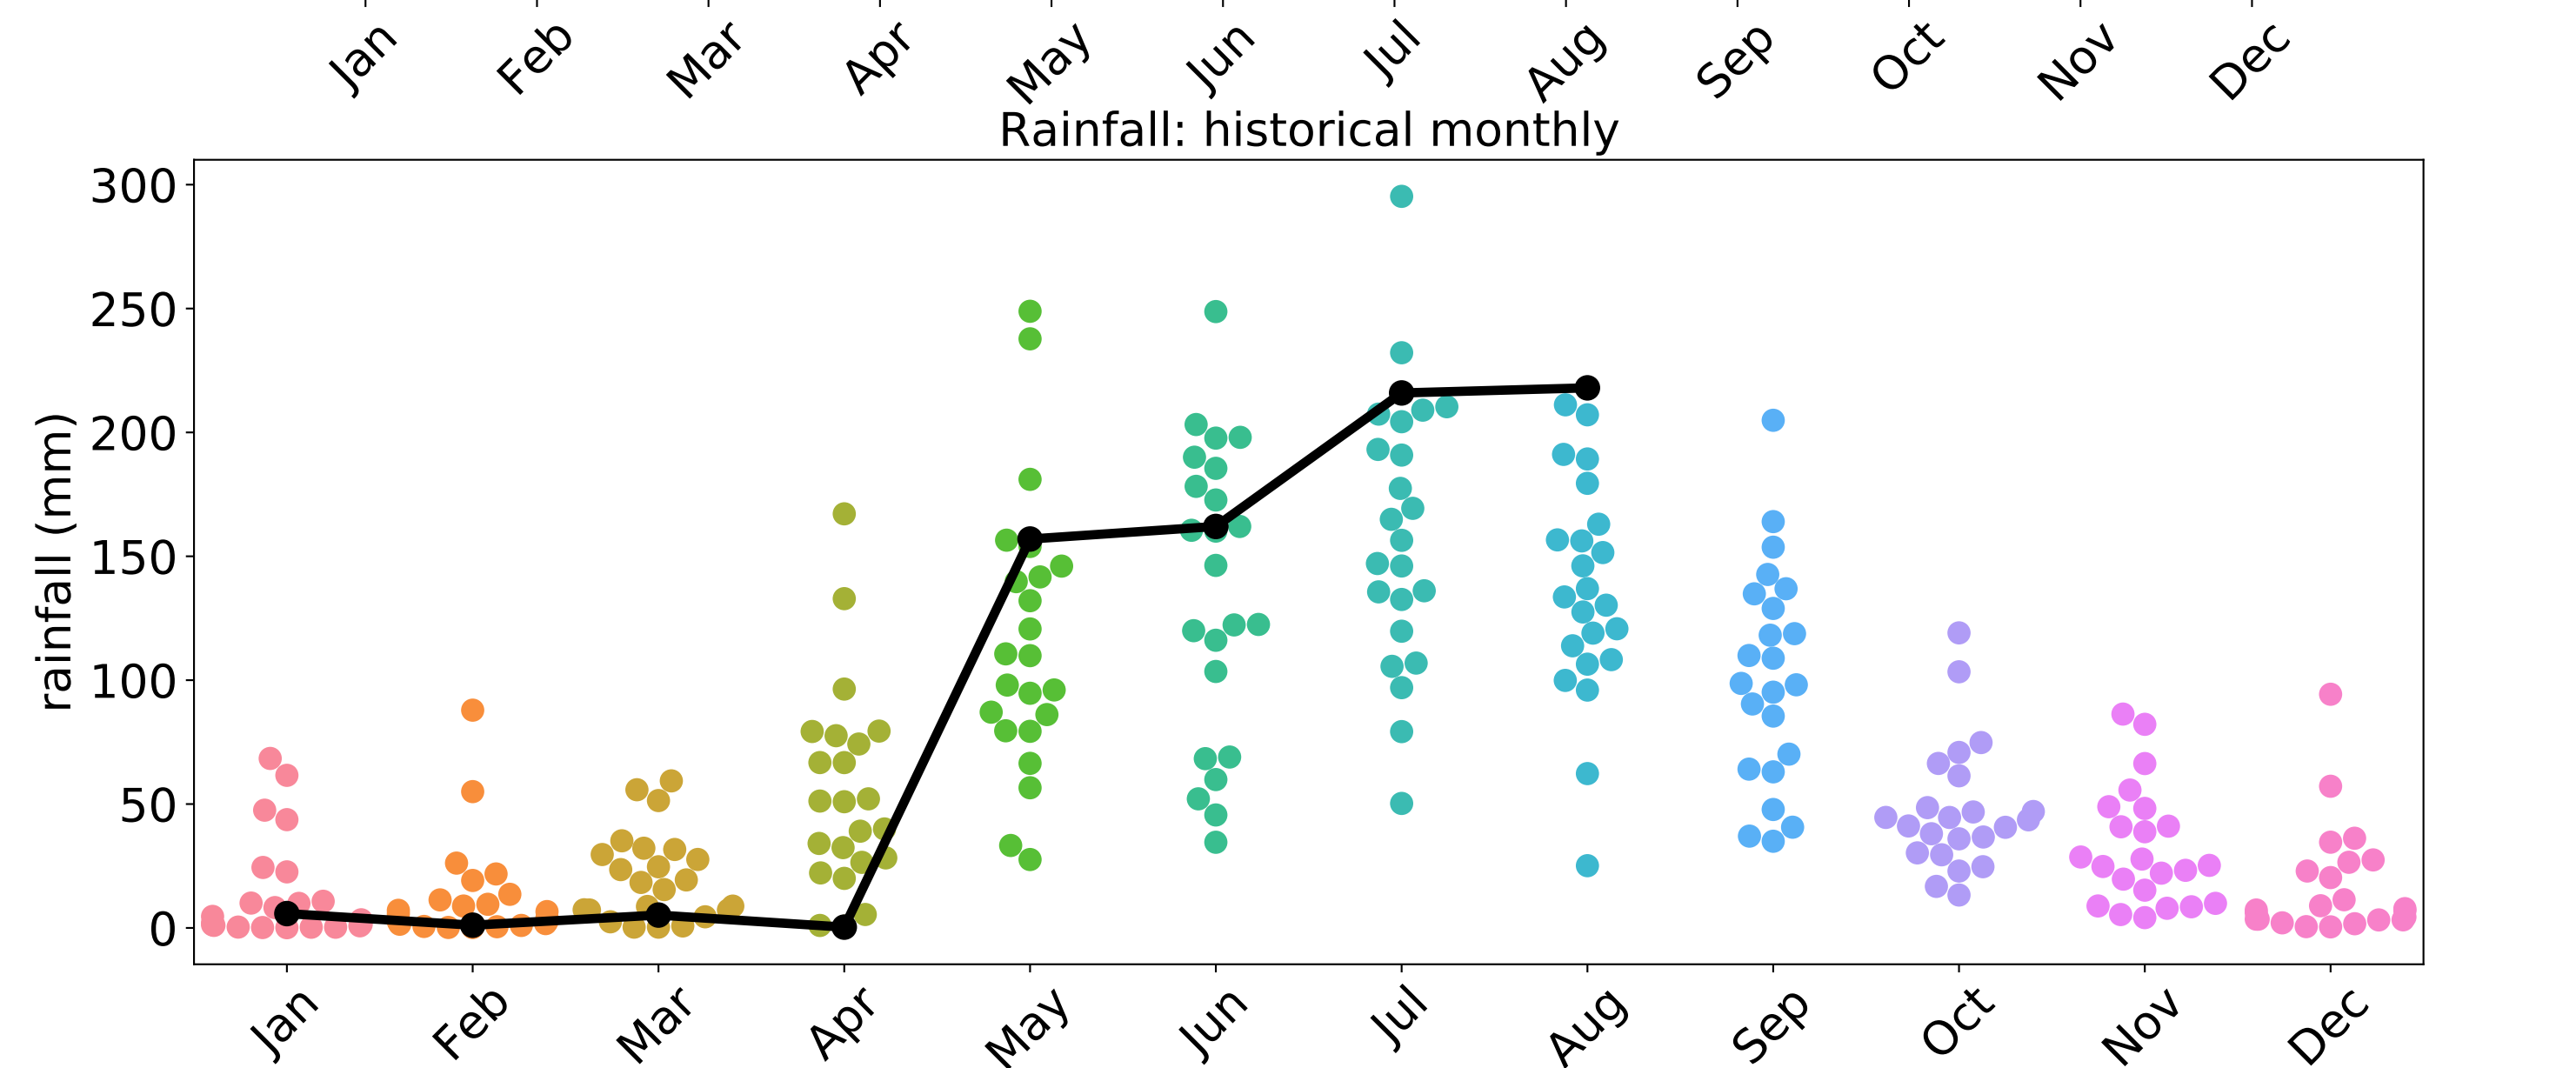 Jan Feb Mar Apr May Jun Jul Aug Sep Oct Nov Dec
Rainfall: historical monthly
rainfall (mm)
300
250
200
150
100
50
0
Jan Feb Mar Apr May Jun Jul Aug Sep Oct Nov Dec